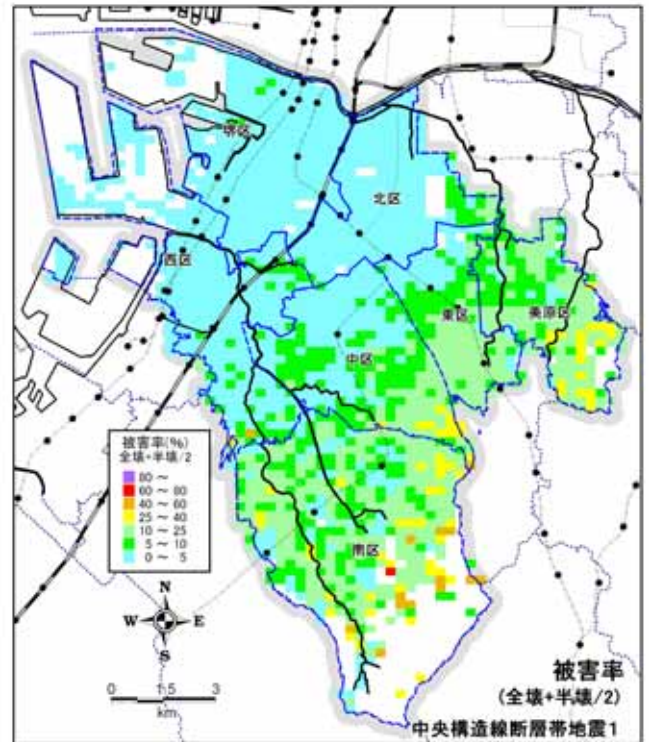 堺区
北区
西区
東区
美原区
中区
南区
被害率(%)
全壊+半壊/2
80 ～
60 ～ 80
40 ～ 60
25 ～ 40
10 ～ 25
5 ～ 10
0 ～ 5
N
W
E
S
0 1.5 3
km
被害率
(全壊+半壊/2)
中央構造線断層帯地震1